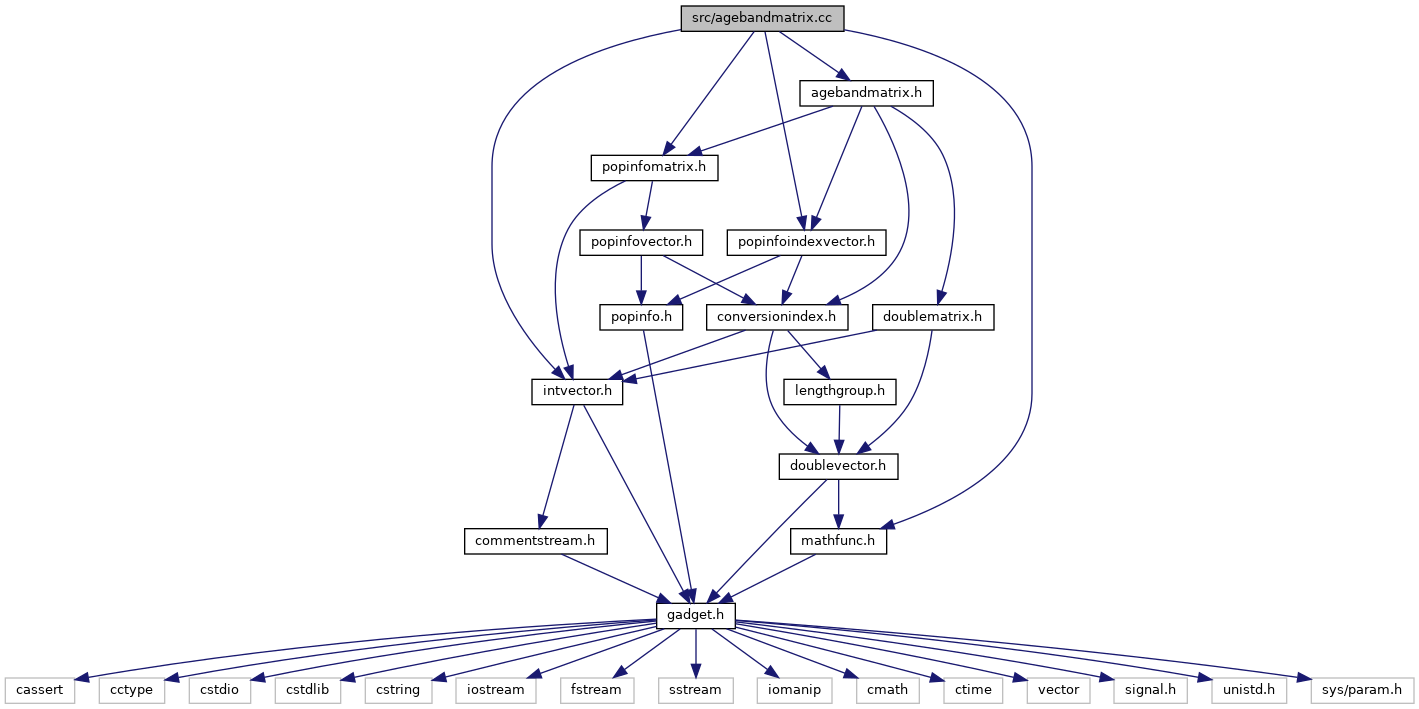 src/agebandmatrix.cc
agebandmatrix.h
popinfomatrix.h
popinfovector.h
popinfoindexvector.h
popinfo.h
conversionindex.h
doublematrix.h
intvector.h
lengthgroup.h
doublevector.h
commentstream.h
mathfunc.h
gadget.h
cassert
cctype
cstdio
cstdlib
cstring
iostream
fstream
sstream
iomanip
cmath
ctime
vector
signal.h
unistd.h
sys/param.h